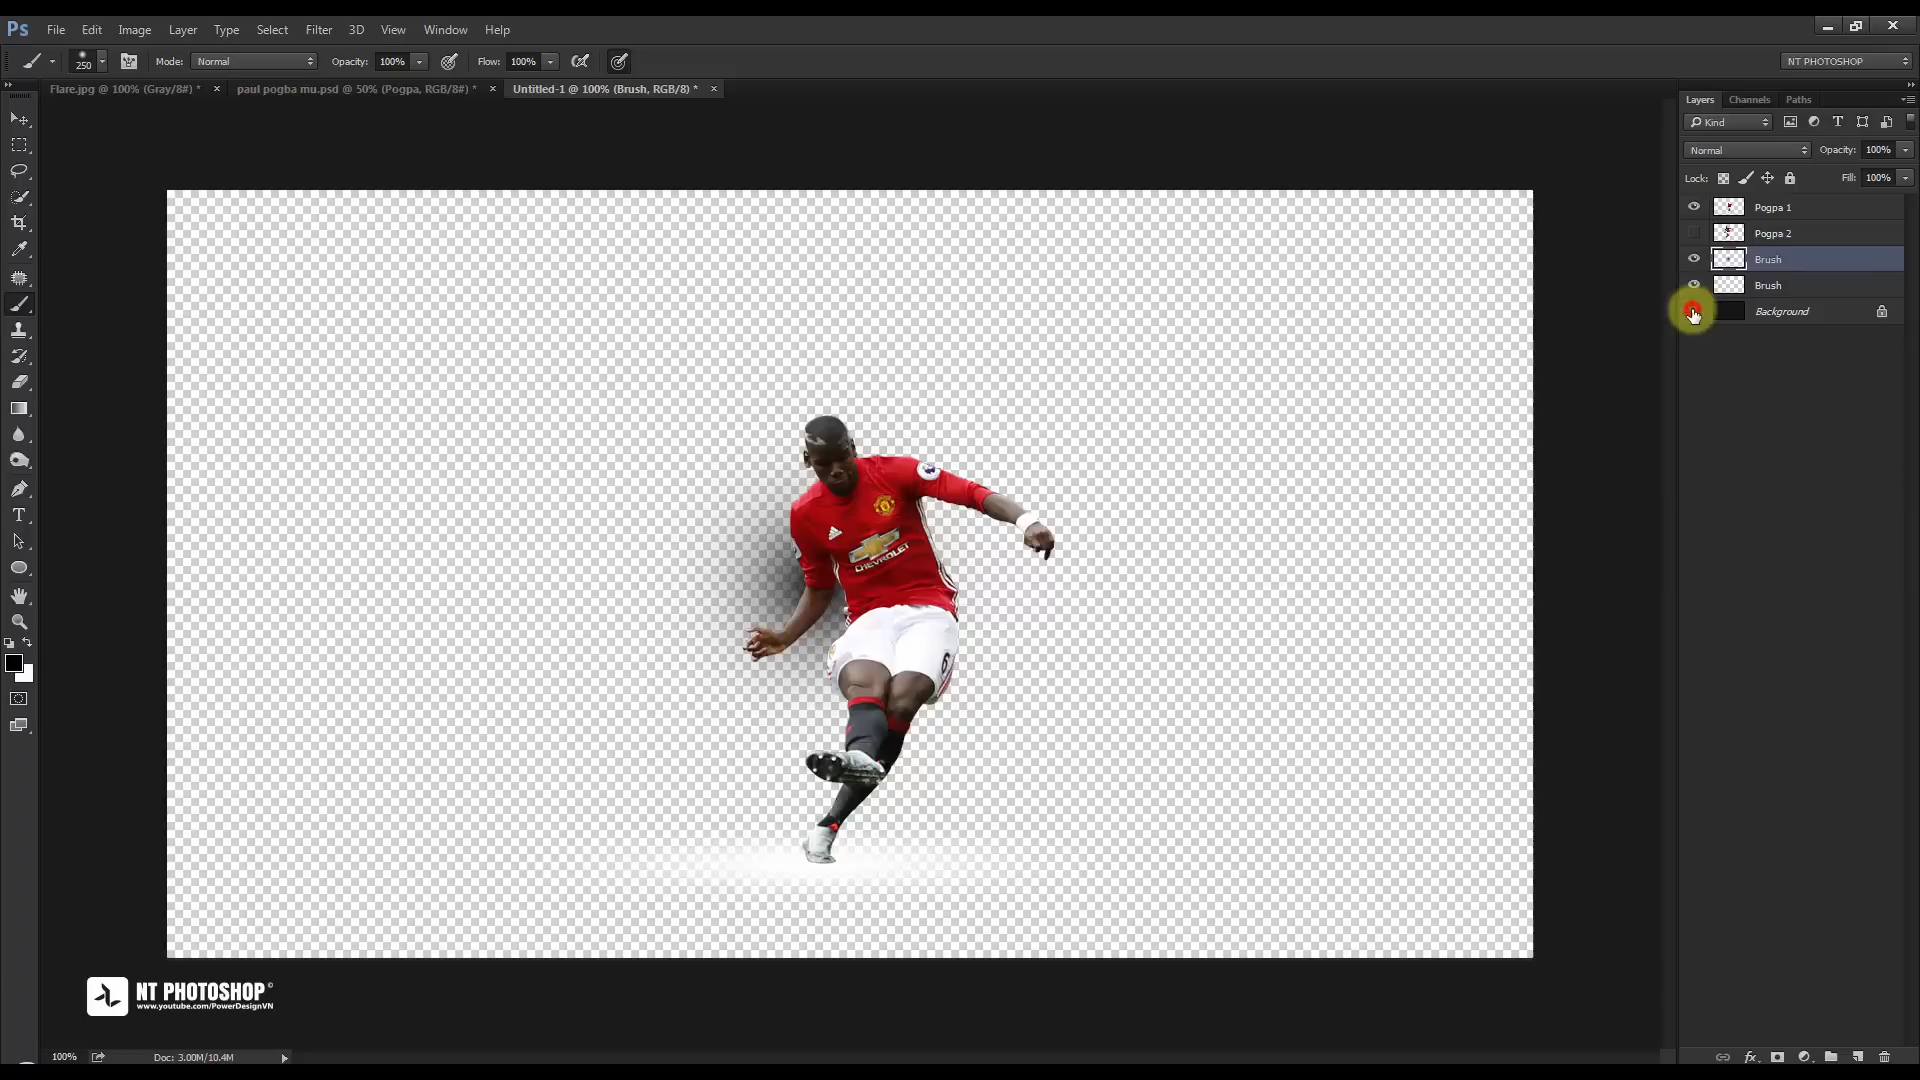 Ps File Edit Image Layer Type Select Filter 3D View Window Help
250 Mode: Normal Opacity: 100% Flow: 100% NT PHOTOSHOP
Flare.jpg @ 100% (Gray/8#) * × paul pogba mu.psd @ 50% (Pogpa, RGB/8#) * × Untitled-1 @ 100% (Brush, RGB/8) * ×
Layers Channels Paths
Kind
Normal Opacity: 100%
Lock: Fill: 100%
Pogpa 1
Pogpa 2
Brush
Brush
Background
CHEVROLET
6
NT PHOTOSHOP ©
www.youtube.com/PowerDesignVN
100% Doc: 3.00M/10.4M